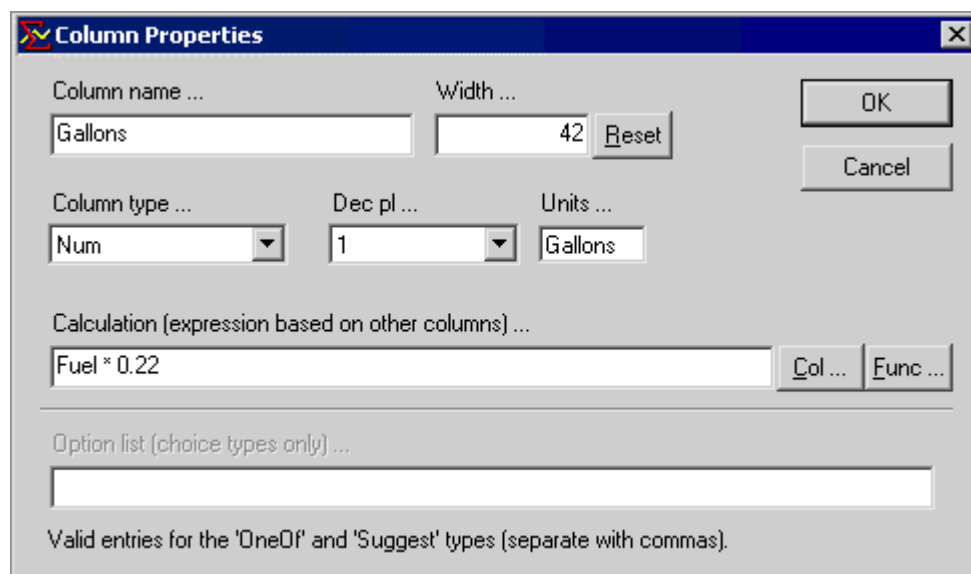 Column Properties
Column name ...
Width ...
OK
Gallons
42
Reset
Cancel
Column type ...
Dec pl ...
Units ...
Num
1
Gallons
Calculation (expression based on other columns) ...
Fuel * 0.22
Col ...
Func ...
Option list (choice types only) ...
Valid entries for the 'OneOf' and 'Suggest' types (separate with commas).